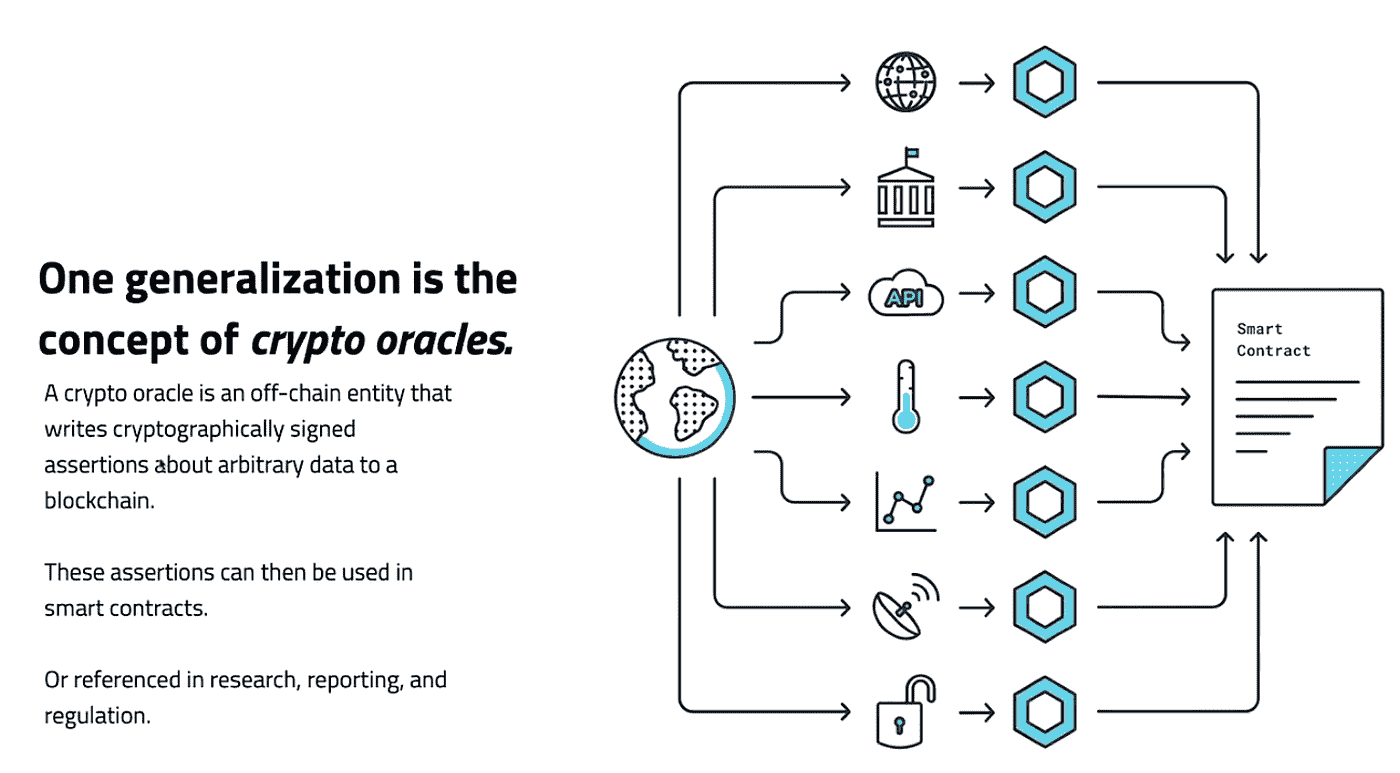 One generalization is the
concept of crypto oracles.
A crypto oracle is an off-chain entity that
writes cryptographically signed
assertions about arbitrary data to a
blockchain.
These assertions can then be used in
smart contracts.
Or referenced in research, reporting, and
regulation.
API
Smart
Contract